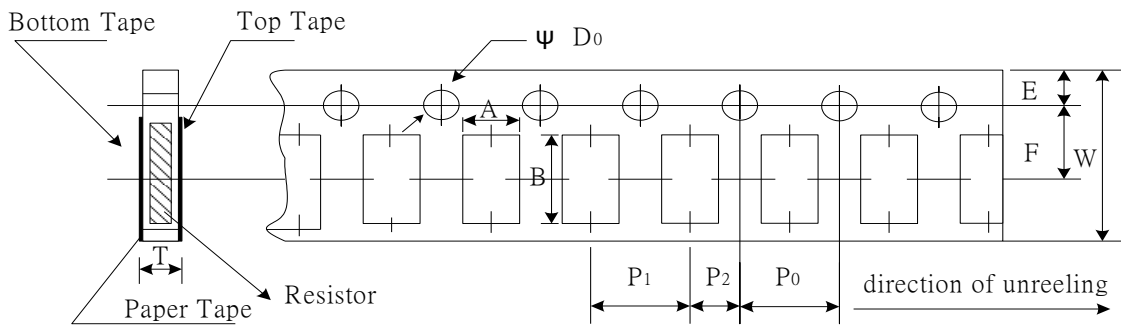 Bottom Tape
Top Tape
Ψ D0
E
A
F
W
B
T
P1
P2
P0
direction of unreeling
Resistor
Paper Tape